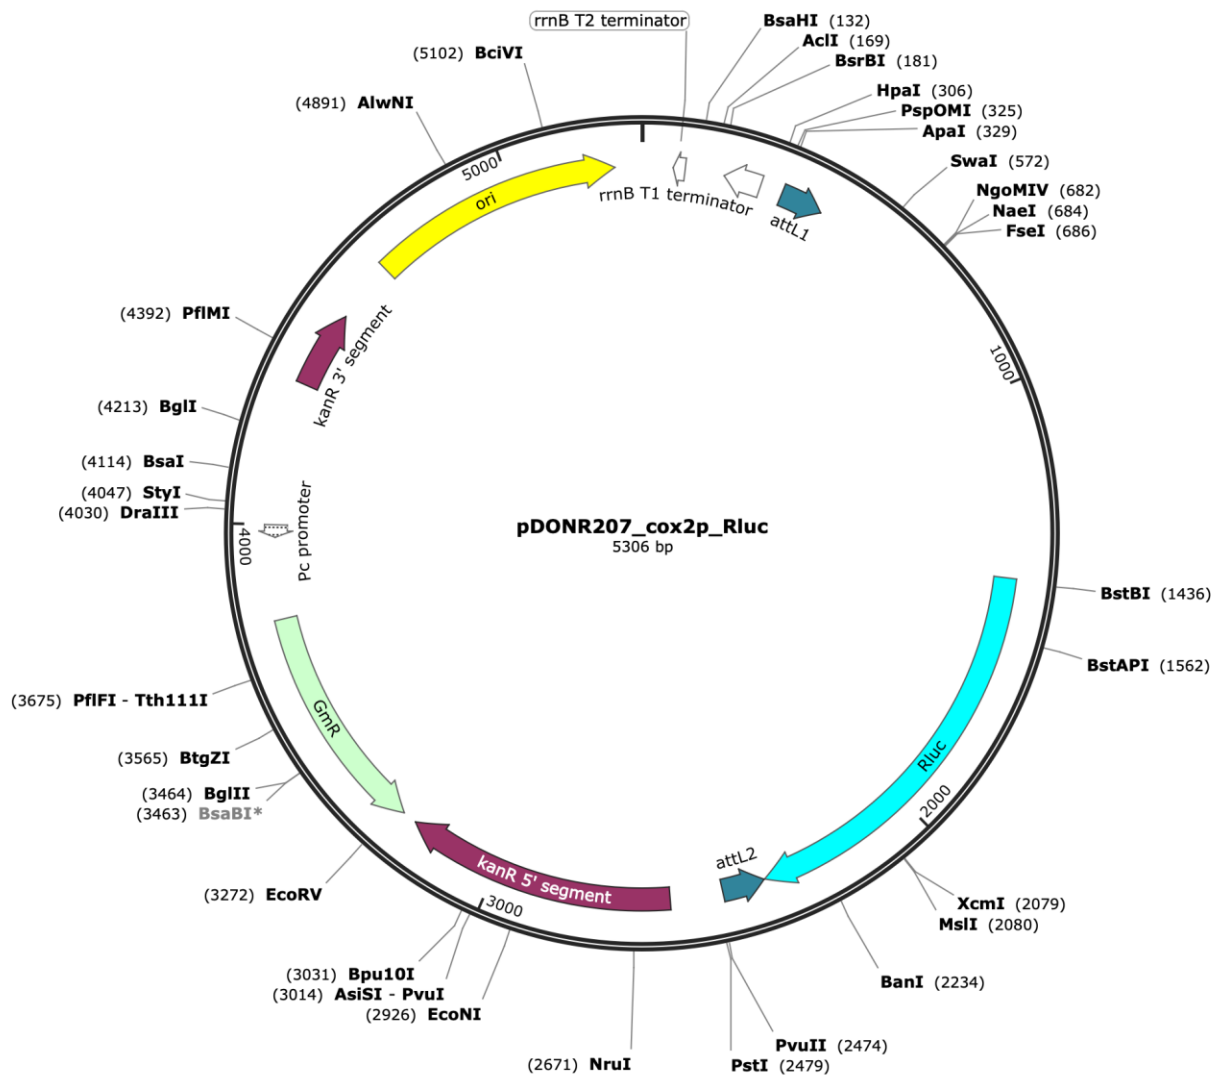 rrnB T2 terminator
BsaHI (132)
AclI (169)
BsrBI (181)
HpaI (306)
PspOMI (325)
ApaI (329)
SwaI (572)
NgoMIV (682)
NaeI (684)
FseI (686)
(5102) BciVI
(4891) AlwNI
5000
ori
rrnB T1 terminator
attL1
1000
(4392) PflMI
kanR 3' segment
(4213) BglI
(4114) BsaI
(4047) StyI
(4030) DraIII
4000
Pc promoter
pDONR207_cox2p_Rluc
5306 bp
BstBI (1436)
BstAPI (1562)
Rluc
2000
(3675) PflFI - Tth111I
GmR
(3565) BtgZI
(3464) BglII
(3463) BsaBI*
(3272) EcoRV
attL2
kanR 5' segment
3000
XcmI (2079)
MslI (2080)
BanI (2234)
(3031) Bpu10I
(3014) AsiSI - PvuI
(2926) EcoNI
PvuII (2474)
PstI (2479)
(2671) NruI